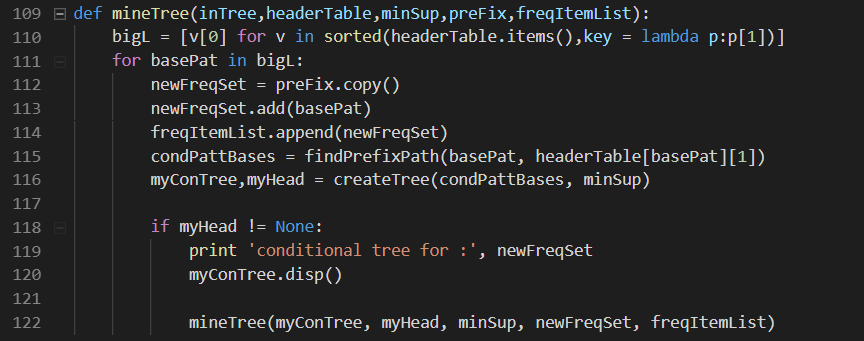 109 def mineTree(inTree,headerTable,minSup,preFix,freqItemList):
110     bigL = [v[0] for v in sorted(headerTable.items(),key = lambda p:p[1])]
111     for basePat in bigL:
112         newFreqSet = preFix.copy()
113         newFreqSet.add(basePat)
114         freqItemList.append(newFreqSet)
115         condPattBases = findPrefixPath(basePat, headerTable[basePat][1])
116         myConTree,myHead = createTree(condPattBases, minSup)
117
118         if myHead != None:
119             print 'conditional tree for :', newFreqSet
120             myConTree.disp()
121
122             mineTree(myConTree, myHead, minSup, newFreqSet, freqItemList)